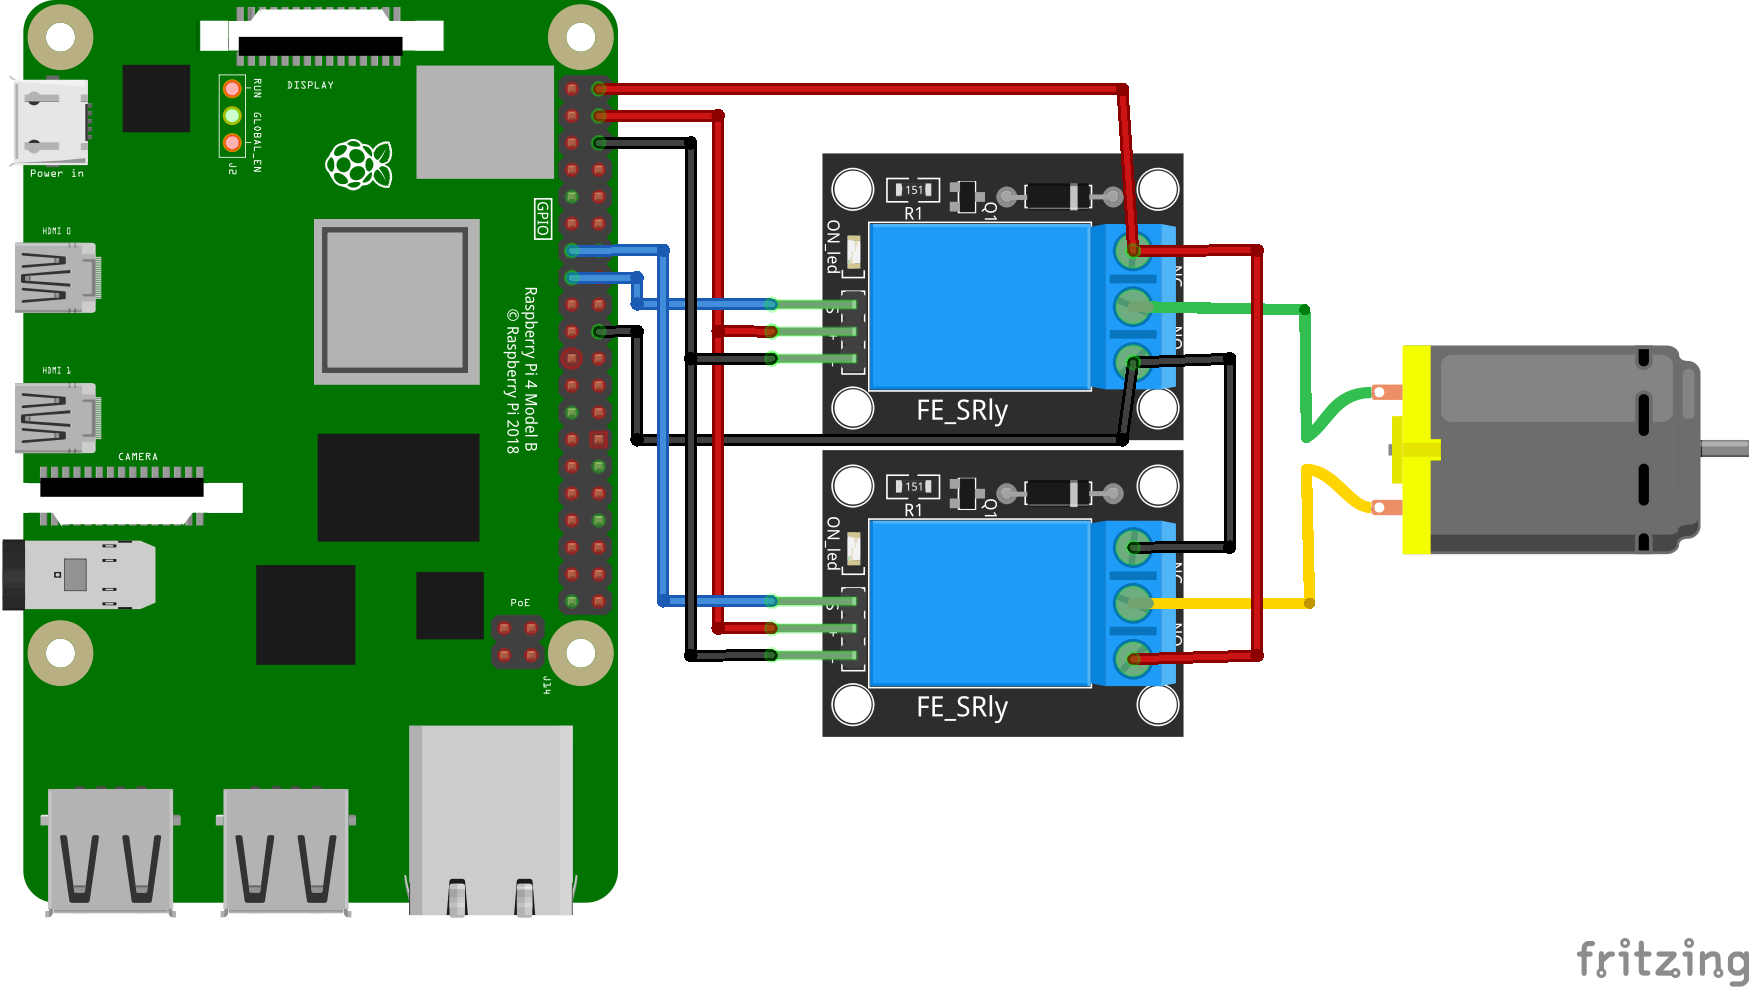 DISPLAY
RUN
GLOBAL_EN
J2
Power in
GPIO
HDMI 0
Raspberry Pi 4 Model B
© Raspberry Pi 2018
HDMI 1
CAMERA
PoE
J14
151
R1
Q1
ON_led
S
+
-
NC
NO
FE_SRly
151
R1
Q1
ON_led
S
+
-
NC
NO
FE_SRly
fritzing